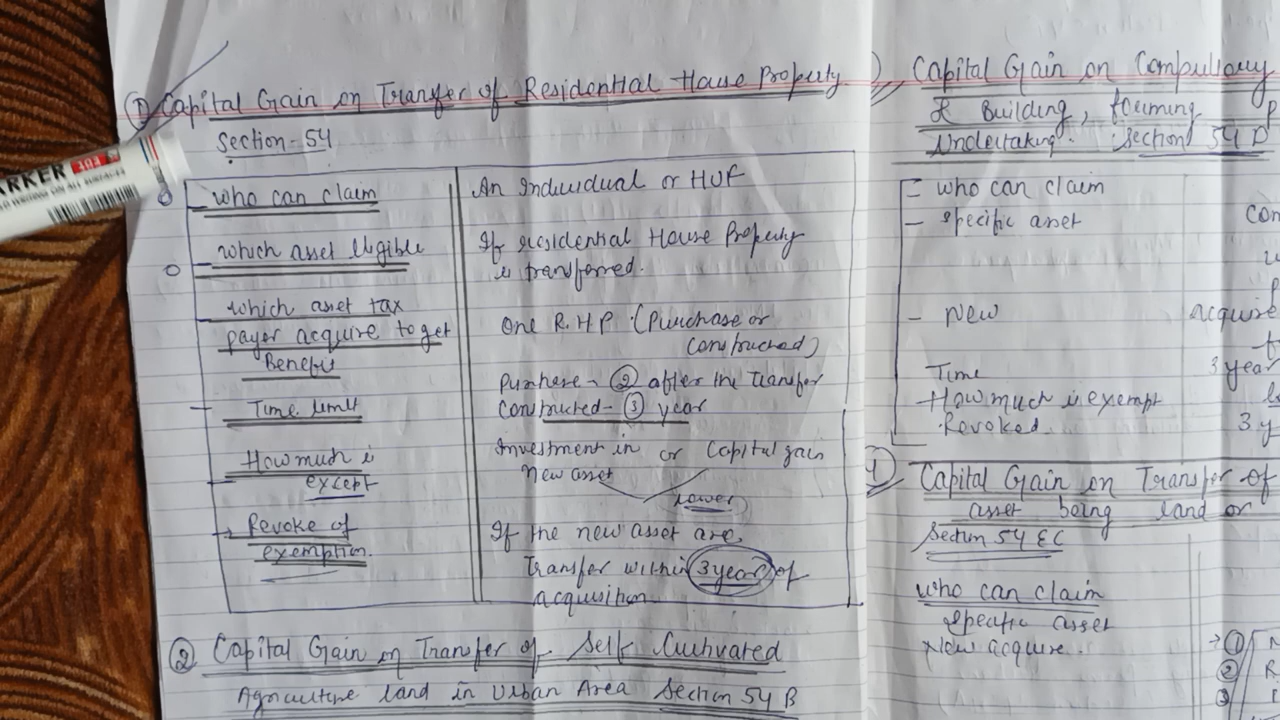 ① Capital Gain on Transfer of Residential House Property
Section-54
who can claim
An Individual or HUF
which asset eligible
If residential House Property
is transferred.
which asset tax
payer acquire to get
Benefit
One R.H.P. (Purchase or
constructed)
Time limit
Purchase - ② after the transfer
constructed - ③ year
How much is
except
Investment in or Capital gain
New asset
Lower
Revoke of
exemption.
If the new asset are
transfer within 3 year of
acquisition
② Capital Gain on Transfer of Self Cultivated
Agriculture land in Urban Area Section 54 B
) Capital Gain on Compulsory
& Building, forming P
Undertaking. Section 54 D
- who can claim
- specific asset
Con
- New
acquire
Time
3 year
- How much is exempt
Revoked
3 y
Capital Gain on Transfer of
asset being land or
Section 54 EC
who can claim
specific asset
New acquire.
→ ①
② R
③
ARKER